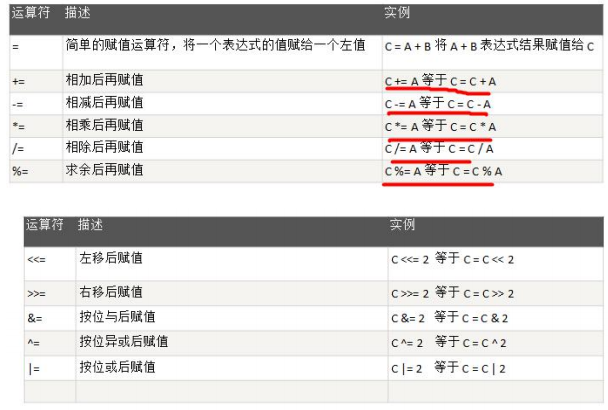 运算符 描述 实例
= 简单的赋值运算符，将一个表达式的值赋给一个左值 C = A + B 将 A + B 表达式结果赋值给 C
+= 相加后再赋值 C += A 等于 C = C + A
-= 相减后再赋值 C -= A 等于 C = C - A
*= 相乘后再赋值 C *= A 等于 C = C * A
/= 相除后再赋值 C /= A 等于 C = C / A
%= 求余后再赋值 C %= A 等于 C = C % A
运算符 描述 实例
<<= 左移后赋值 C <<= 2 等于 C = C << 2
>>= 右移后赋值 C >>= 2 等于 C = C >> 2
&= 按位与后赋值 C &= 2 等于 C = C & 2
^= 按位异或后赋值 C ^= 2 等于 C = C ^ 2
|= 按位或后赋值 C |= 2 等于 C = C | 2